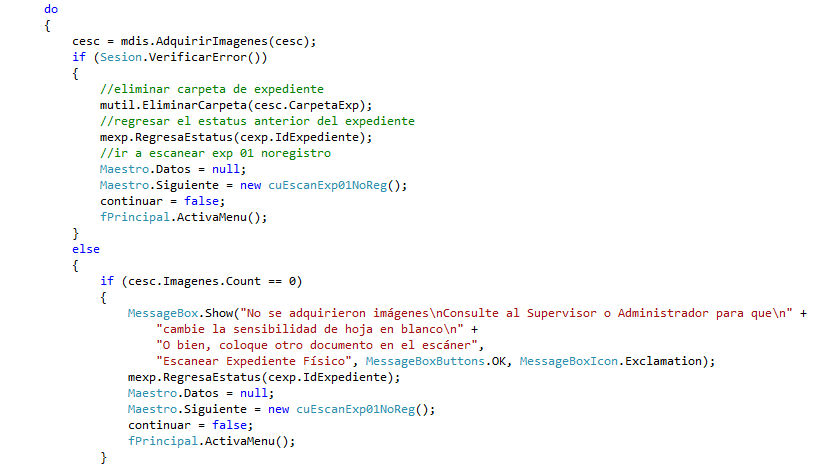 do
{
cesc = mdis.AdquirirImagenes(cesc);
if (Sesion.VerificarError())
{
//eliminar carpeta de expediente
mutil.EliminarCarpeta(cesc.CarpetaExp);
//regresar el estatus anterior del expediente
mexp.RegresaEstatus(cexp.IdExpediente);
//ir a escanear exp 01 noregistro
Maestro.Datos = null;
Maestro.Siguiente = new cuEscanExp01NoReg();
continuar = false;
fPrincipal.ActivaMenu();
}
else
{
if (cesc.Imagenes.Count == 0)
{
MessageBox.Show("No se adquirieron imágenes\nConsulte al Supervisor o Administrador para que\n" +
"cambie la sensibilidad de hoja en blanco\n" +
"O bien, coloque otro documento en el escáner",
"Escanear Expediente Físico", MessageBoxButtons.OK, MessageBoxIcon.Exclamation);
mexp.RegresaEstatus(cexp.IdExpediente);
Maestro.Datos = null;
Maestro.Siguiente = new cuEscanExp01NoReg();
continuar = false;
fPrincipal.ActivaMenu();
}